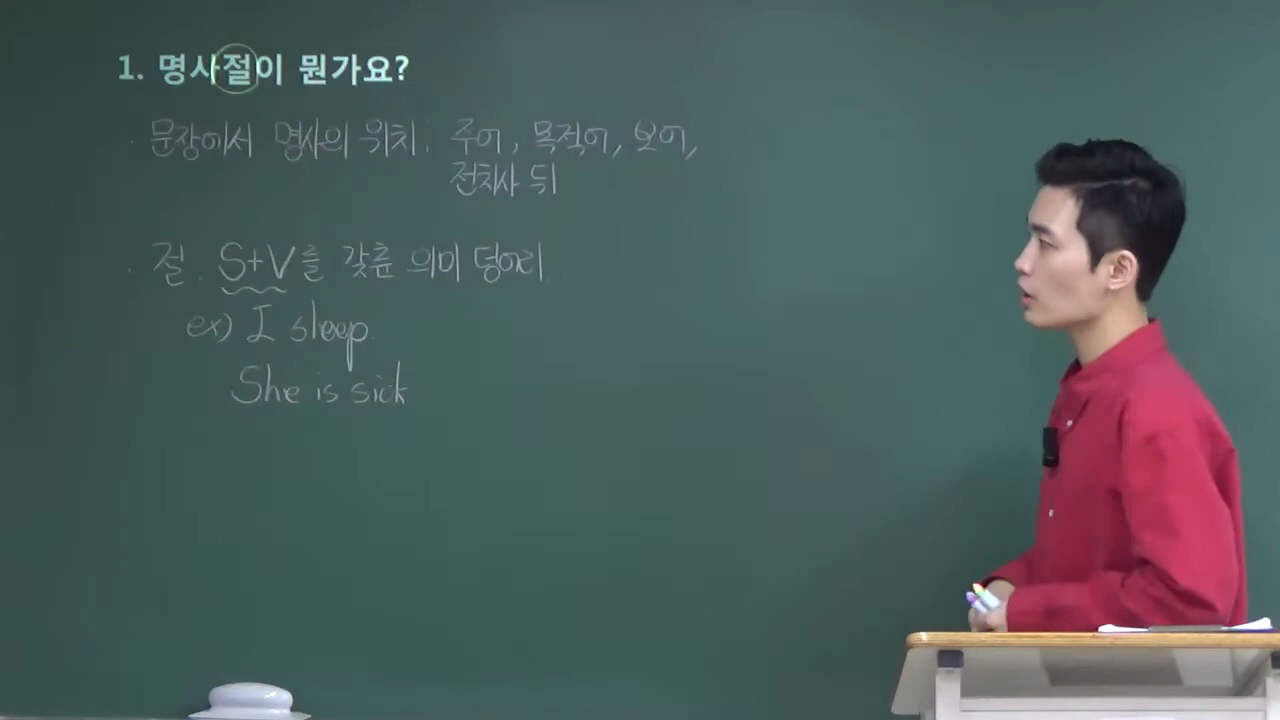 1. 명사절이 뭔가요?
· 문장에서 명사의 위치. 주어, 목적어, 보어,
전치사 뒤
· 절. S+V를 갖춘 의미 덩어리.
ex) I sleep.
She is sick